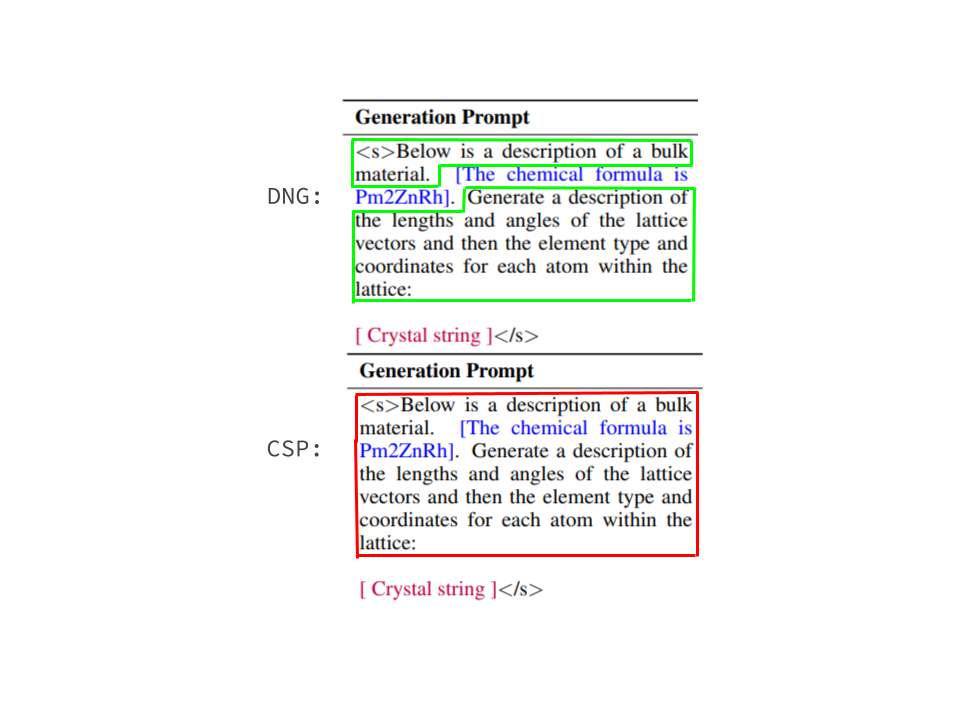 Generation Prompt
<s>Below is a description of a bulk
material. [The chemical formula is
DNG: Pm2ZnRh]. Generate a description of
the lengths and angles of the lattice
vectors and then the element type and
coordinates for each atom within the
lattice:
[ Crystal string ]</s>
Generation Prompt
<s>Below is a description of a bulk
material. [The chemical formula is
CSP: Pm2ZnRh]. Generate a description of
the lengths and angles of the lattice
vectors and then the element type and
coordinates for each atom within the
lattice:
[ Crystal string ]</s>